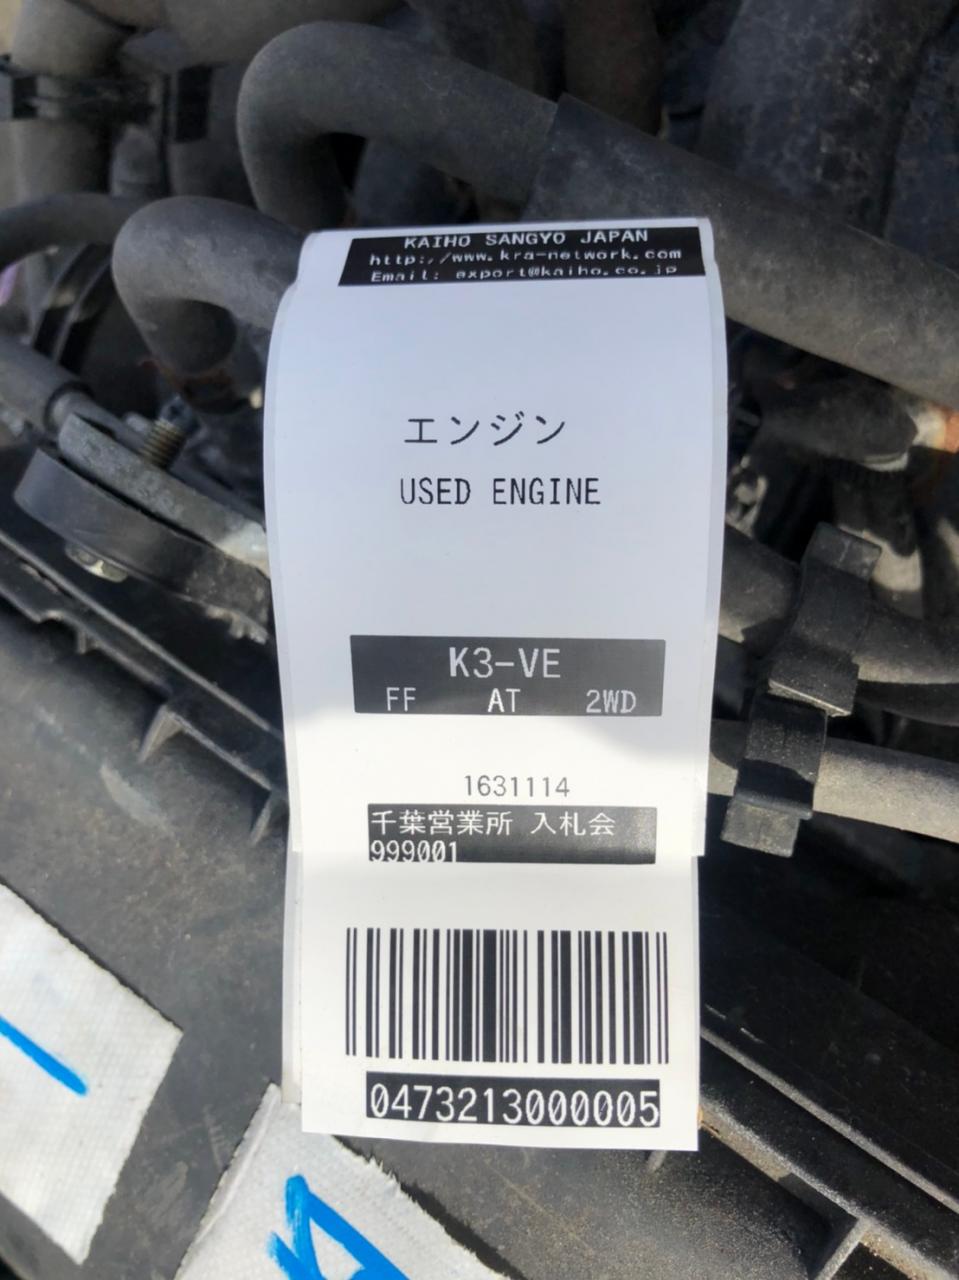 KAIHO SANGYO JAPAN
http://www.kra-network.com
Email: export@kaiho.co.jp
エンジン
USED ENGINE
K3-VE
FF AT 2WD
1631114
千葉営業所 入札会
999001
0473213000005